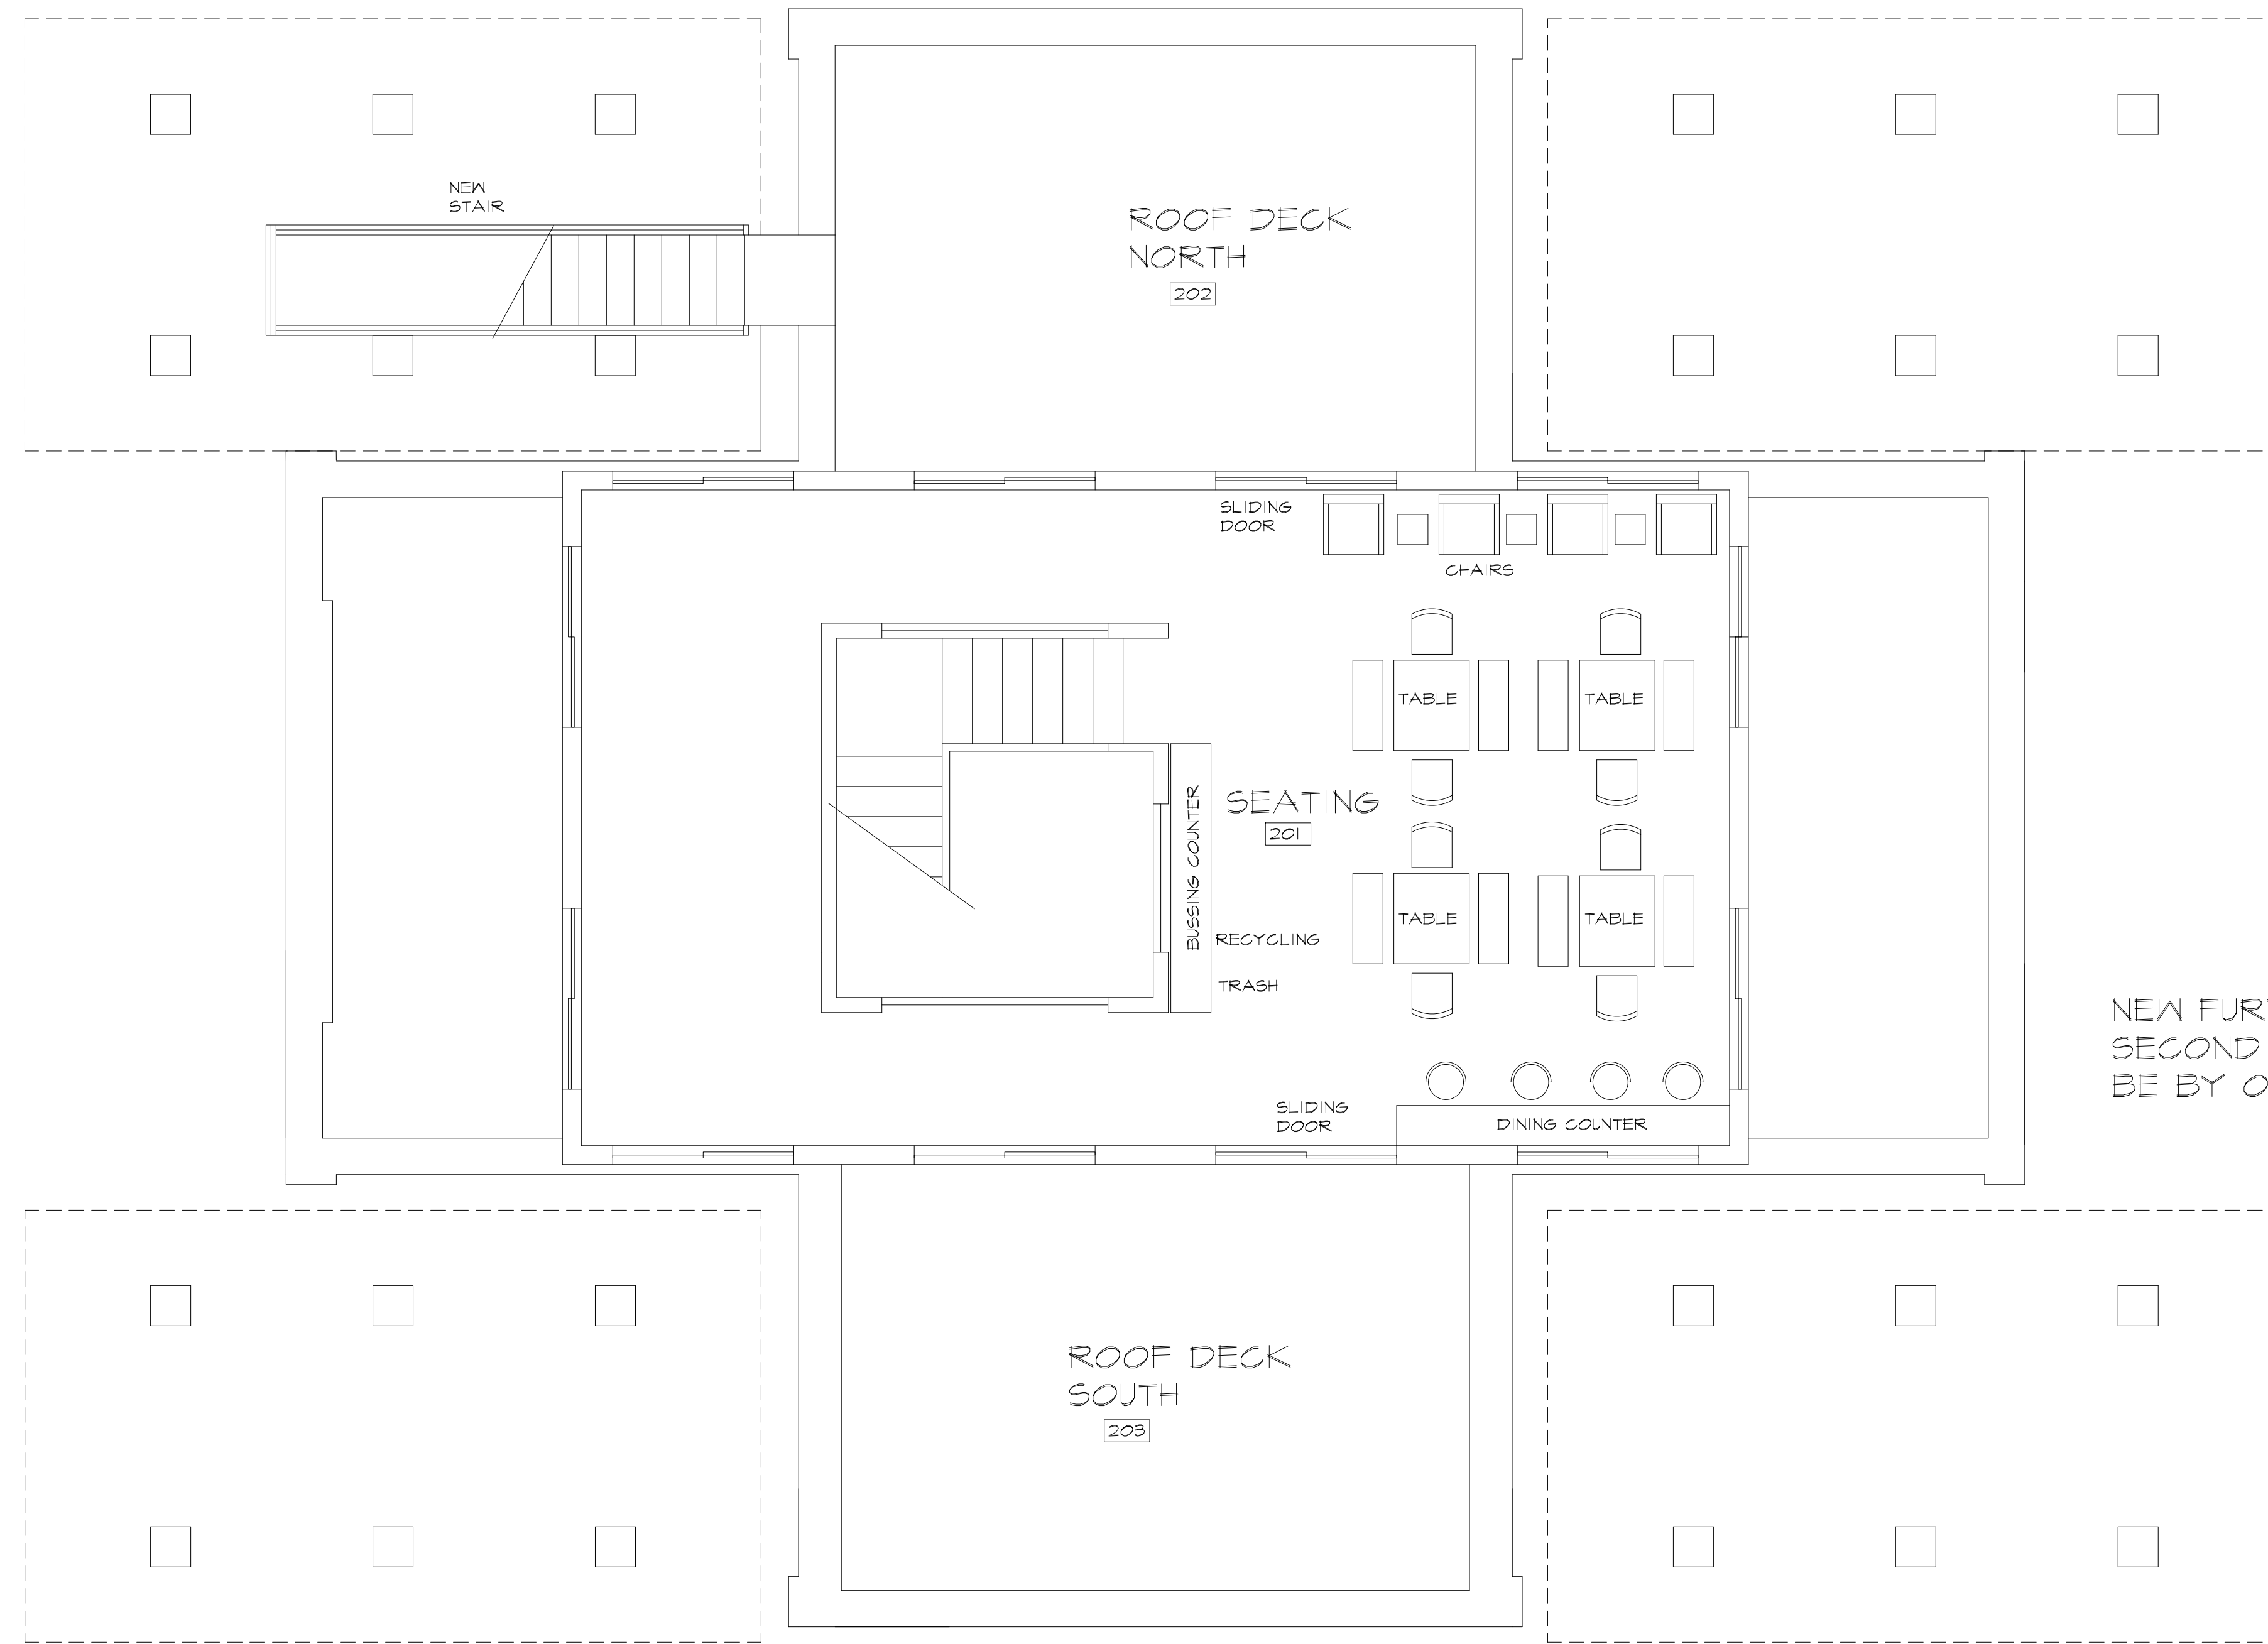 NEW
STAIR
ROOF DECK
NORTH
202
SLIDING
DOOR
CHAIRS
TABLE
TABLE
BUSSING COUNTER
SEATING
201
TABLE
TABLE
RECYCLING
TRASH
NEW FUR
SECOND
BE BY O
SLIDING
DOOR
DINING COUNTER
ROOF DECK
SOUTH
203